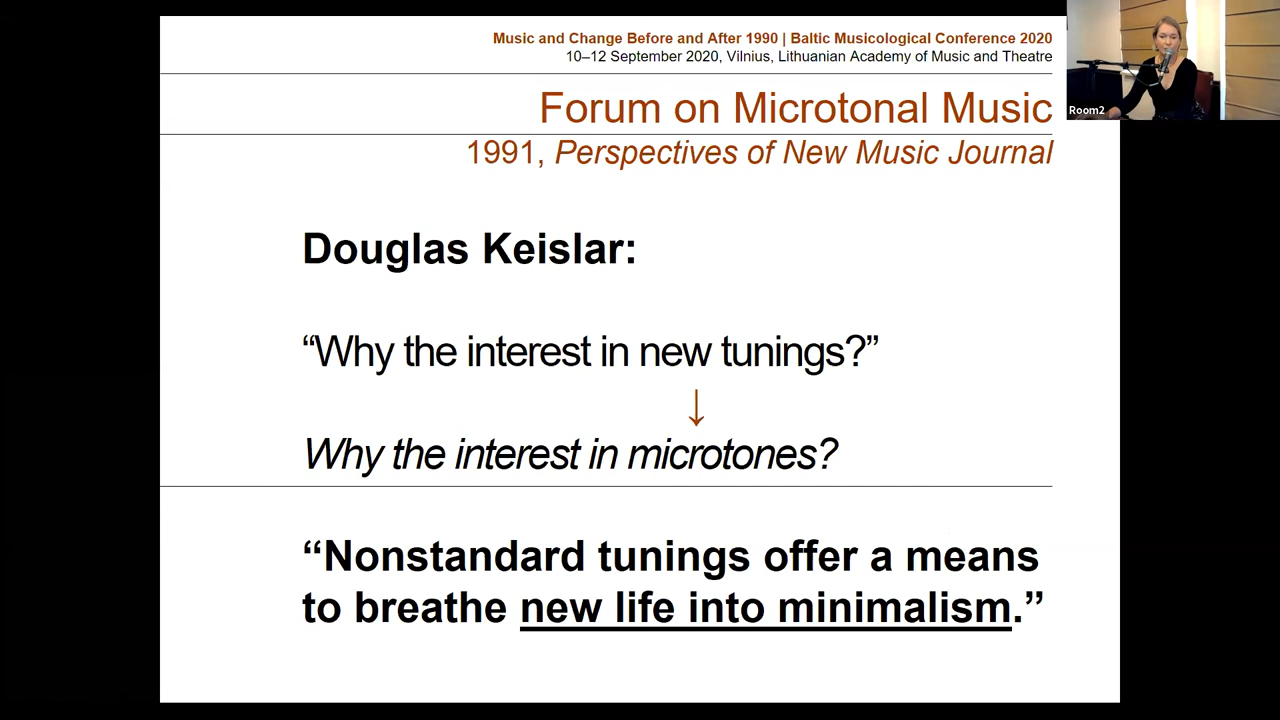 Music and Change Before and After 1990 | Baltic Musicological Conference 2020
10–12 September 2020, Vilnius, Lithuanian Academy of Music and Theatre
Room2
Forum on Microtonal Music
1991, Perspectives of New Music Journal
Douglas Keislar:
“Why the interest in new tunings?”
↓
Why the interest in microtones?
“Nonstandard tunings offer a means
to breathe new life into minimalism.”